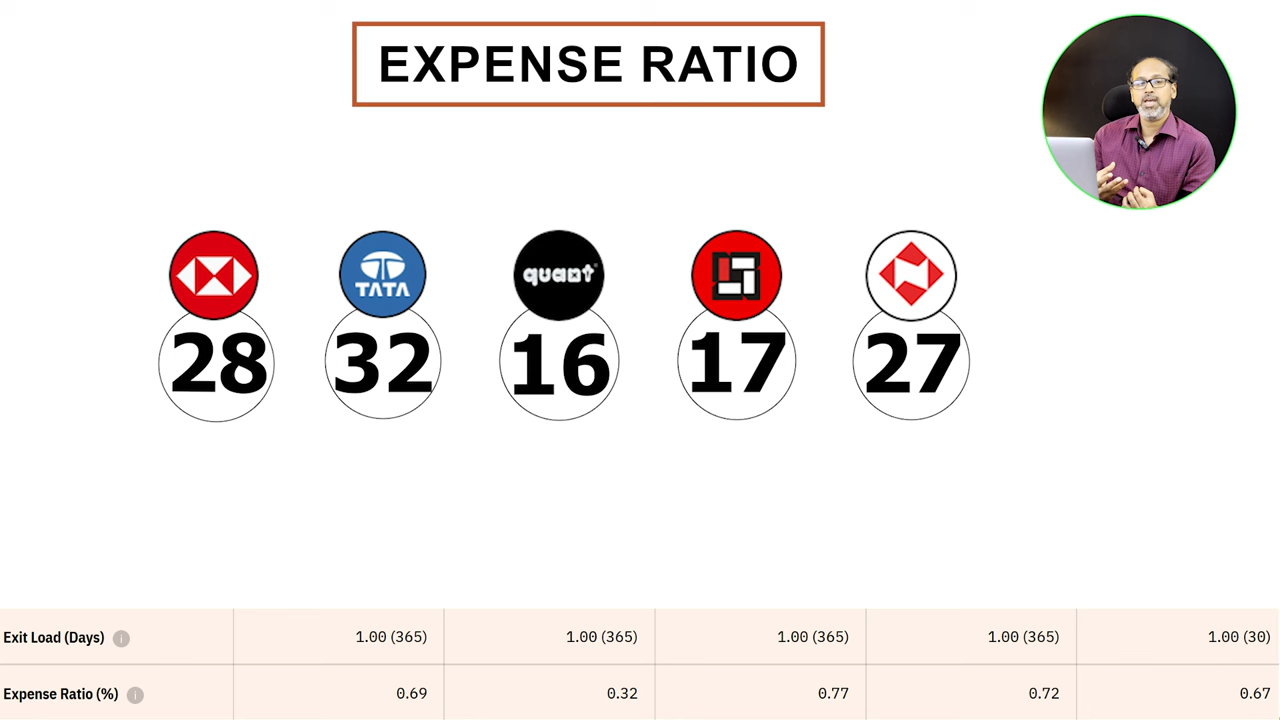 EXPENSE RATIO
TATA
quant
28 32 16 17 27
Exit Load (Days) i 1.00 (365) 1.00 (365) 1.00 (365) 1.00 (365) 1.00 (30)
Expense Ratio (%) i 0.69 0.32 0.77 0.72 0.67